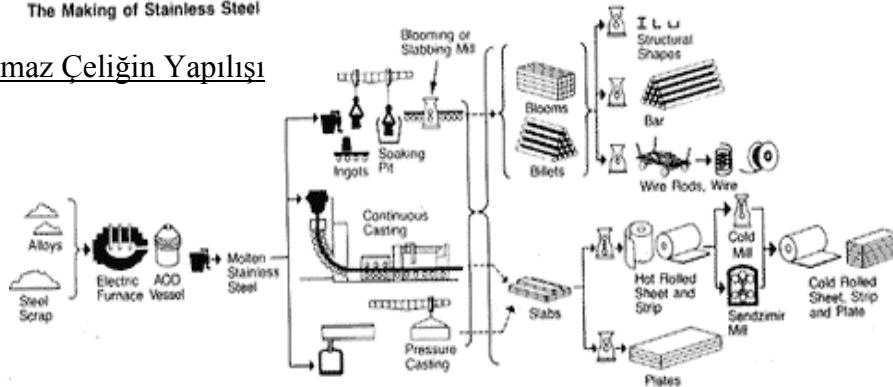 The Making of Stainless Steel
maz Çeliğin Yapılışı
Alloys
Steel
Scrap
Electric
Furnace
AOD
Vessel
Molten
Stainless
Steel
Ingots
Soaking
Pit
Blooming or
Slabbing Mill
Continuous
Casting
Pressure
Casting
Blooms
Billets
Slabs
Structural
Shapes
Bar
Wire Rods, Wire
Hot Rolled
Sheet and
Strip
Cold
Mill
Sendzimir
Mill
Cold Rolled
Sheet, Strip
and Plate
Plates